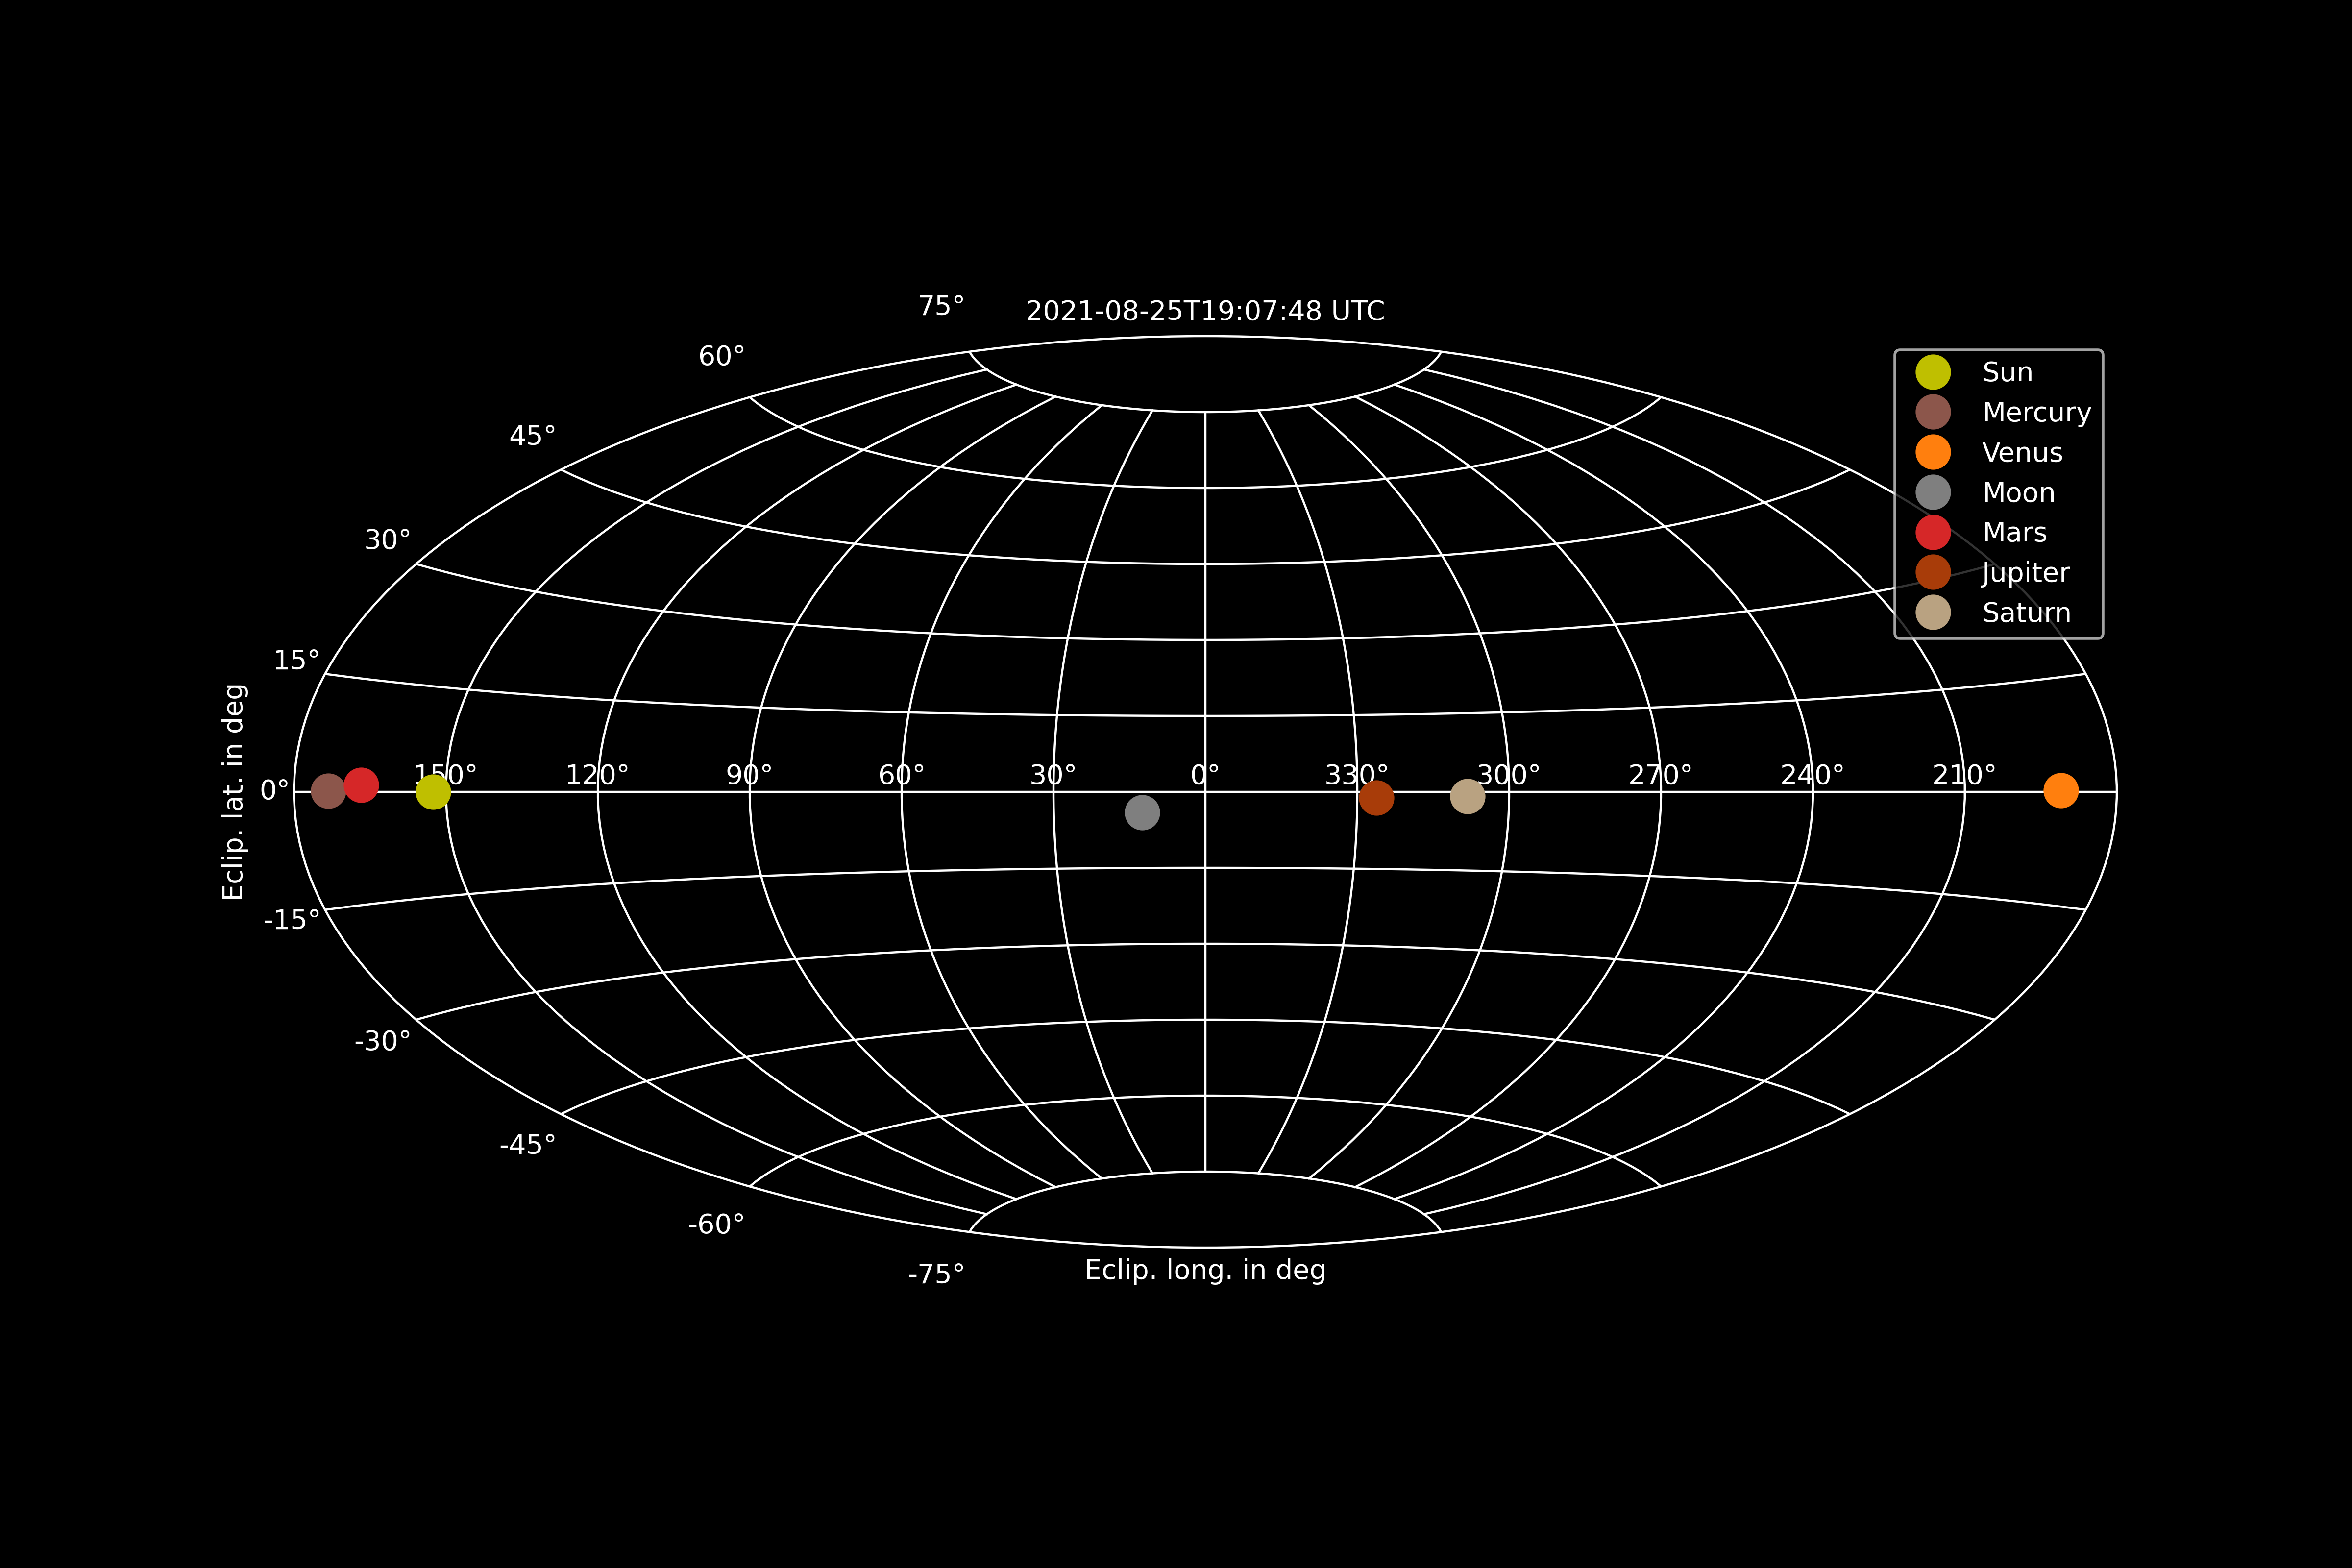 75°
2021-08-25T19:07:48 UTC
60°
45°
30°
15°
0°
-15°
-30°
-45°
-60°
-75°
Eclip. lat. in deg
150° 120° 90° 60° 30° 0° 330° 300° 270° 240° 210°
Eclip. long. in deg
Sun
Mercury
Venus
Moon
Mars
Jupiter
Saturn